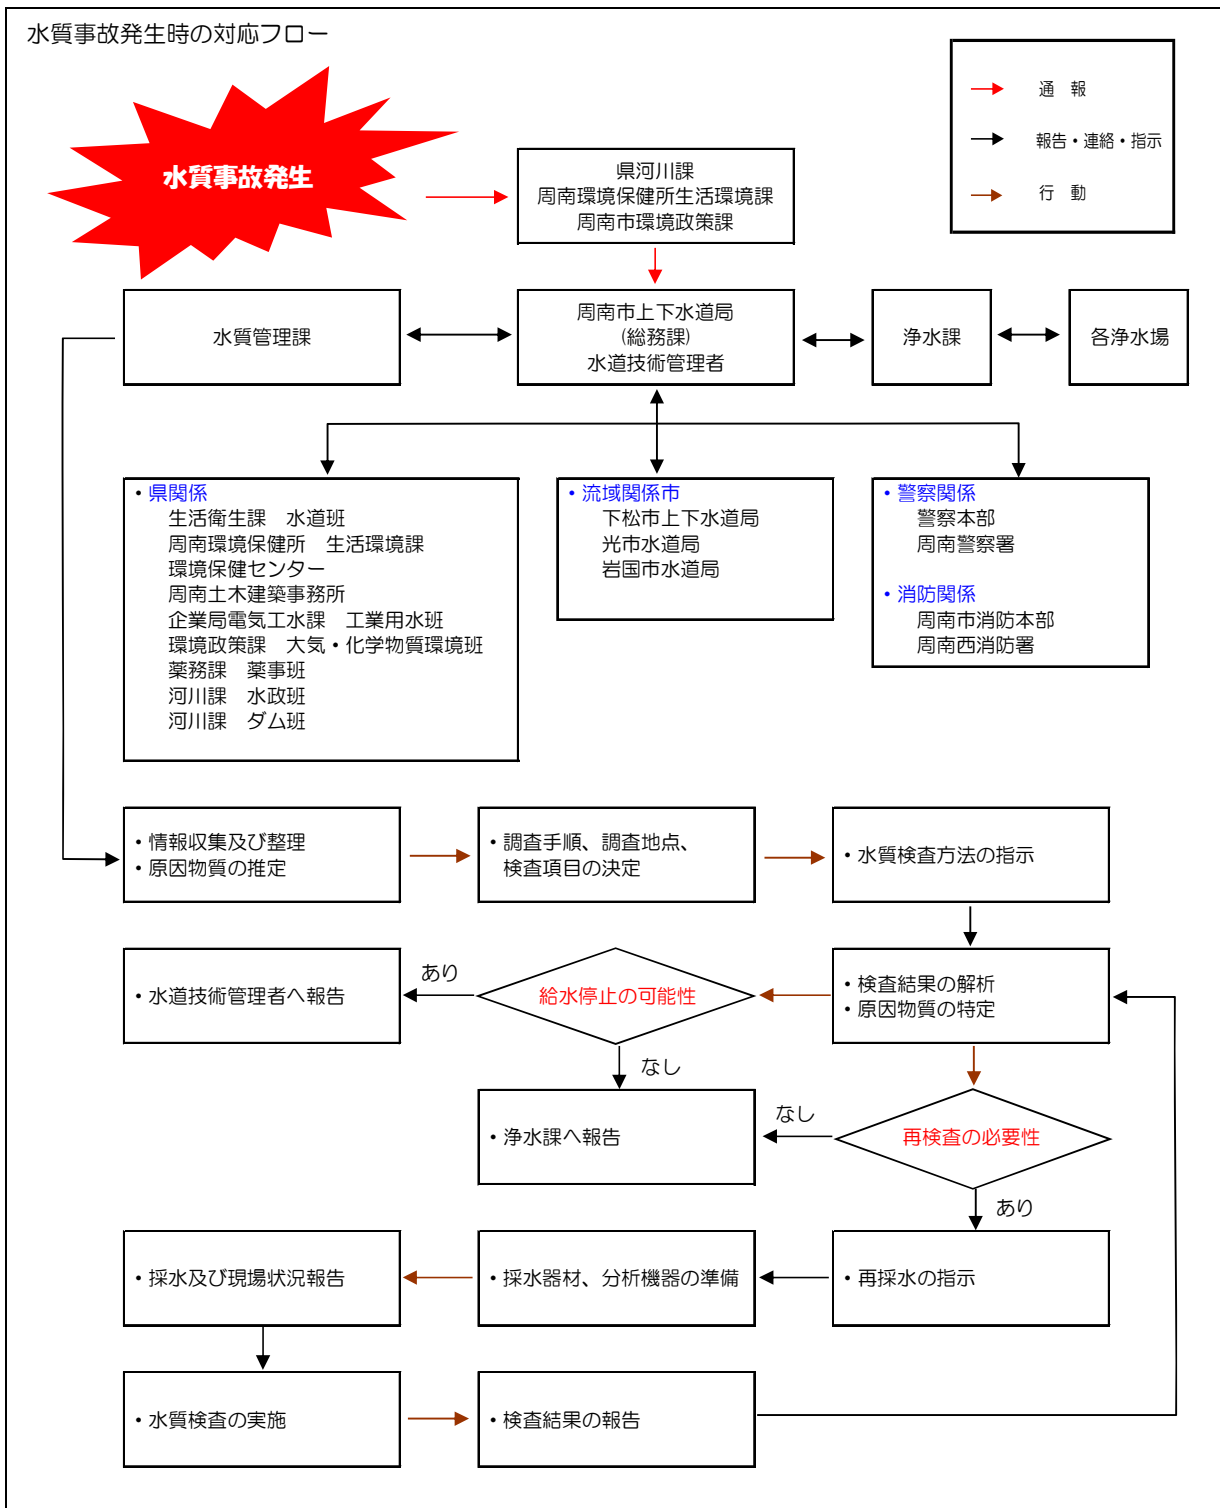 水質事故発生時の対応フロー
通　報
報告・連絡・指示
行　動
水質事故発生
県河川課
周南環境保健所生活環境課
周南市環境政策課
水質管理課
周南市上下水道局
(総務課)
水道技術管理者
浄水課
各浄水場
・県関係
生活衛生課　水道班
周南環境保健所　生活環境課
環境保健センター
周南土木建築事務所
企業局電気工水課　工業用水班
環境政策課　大気・化学物質環境班
薬務課　薬事班
河川課　水政班
河川課　ダム班
・流域関係市
下松市上下水道局
光市水道局
岩国市水道局
・警察関係
警察本部
周南警察署
・消防関係
周南市消防本部
周南西消防署
・情報収集及び整理
・原因物質の推定
・調査手順、調査地点、
検査項目の決定
・水質検査方法の指示
・水道技術管理者へ報告
あり
給水停止の可能性
・検査結果の解析
・原因物質の特定
なし
・浄水課へ報告
なし
再検査の必要性
あり
・採水及び現場状況報告
・採水器材、分析機器の準備
・再採水の指示
・水質検査の実施
・検査結果の報告